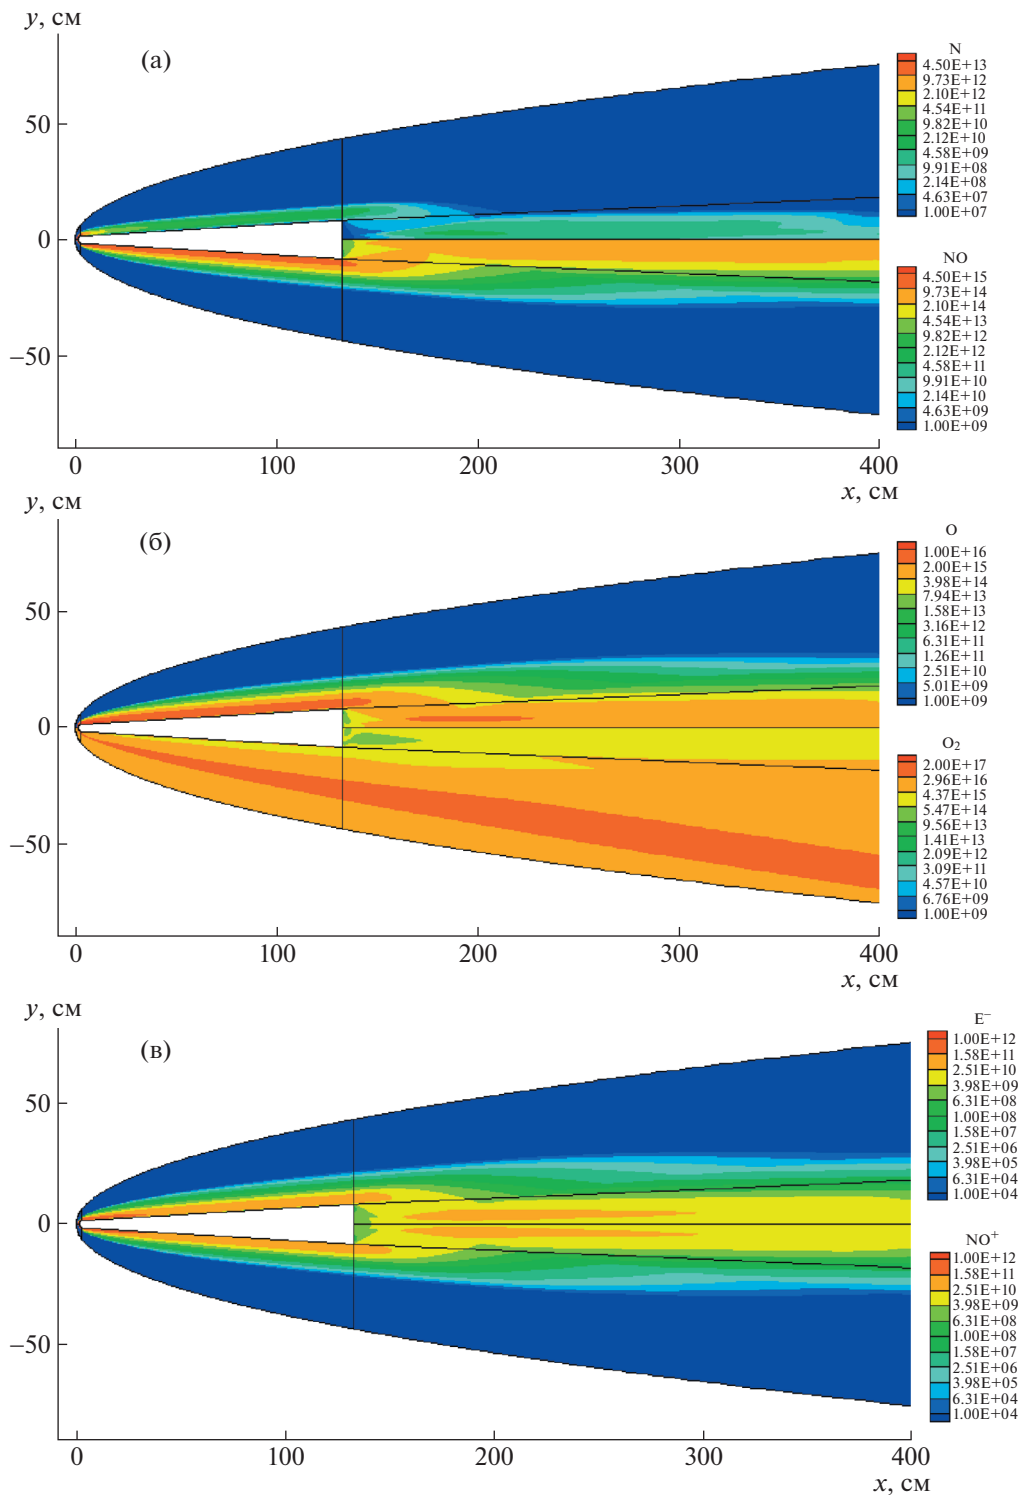 y, см
(а)
50
0
−50
0
100
200
300
400
x, см
N
4.50E+13
9.73E+12
2.10E+12
4.54E+11
9.82E+10
2.12E+10
4.58E+09
9.91E+08
2.14E+08
4.63E+07
1.00E+07
NO
4.50E+15
9.73E+14
2.10E+14
4.54E+13
9.82E+12
2.12E+12
4.58E+11
9.91E+10
2.14E+10
4.63E+09
1.00E+09
y, см
(б)
50
0
−50
0
100
200
300
400
x, см
O
1.00E+16
2.00E+15
3.98E+14
7.94E+13
1.58E+13
3.16E+12
6.31E+11
1.26E+11
2.51E+10
5.01E+09
1.00E+09
O₂
2.00E+17
2.96E+16
4.37E+15
5.47E+14
9.56E+13
1.41E+13
2.09E+12
3.09E+11
4.57E+10
6.76E+09
1.00E+09
y, см
(в)
50
0
−50
0
100
200
300
400
x, см
E⁻
1.00E+12
1.58E+11
2.51E+10
3.98E+09
6.31E+08
1.00E+08
1.58E+07
2.51E+06
3.98E+05
6.31E+04
1.00E+04
NO⁺
1.00E+12
1.58E+11
2.51E+10
3.98E+09
6.31E+08
1.00E+08
1.58E+07
2.51E+06
3.98E+05
6.31E+04
1.00E+04